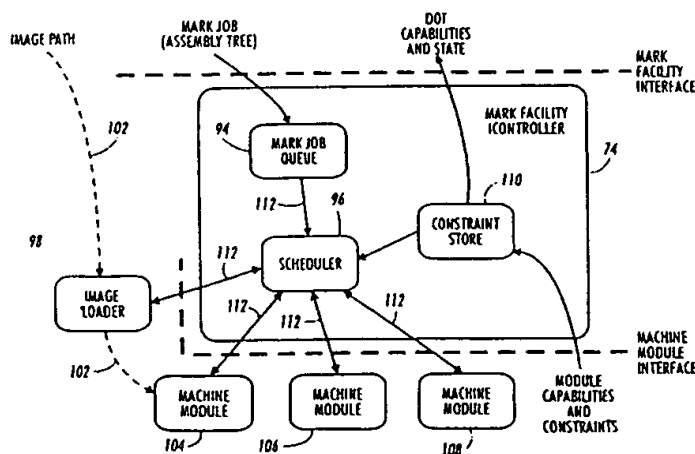 IMAGE PATH
MARK JOB
(ASSEMBLY TREE)
DOT
CAPABILITIES
AND STATE
MARK
FACILITY
INTERFACE
MARK FACILITY
ICONTROLLER
102
94
MARK JOB
QUEUE
74
112
96
110
CONSTRAINT
STORE
98
112
SCHEDULER
IMAGE
LOADER
112
112
112
MACHINE
MODULE
INTERFACE
102
MACHINE
MODULE
MACHINE
MODULE
MACHINE
MODULE
MODULE
CAPABILITIES
AND
CONSTRAINTS
104
106
108